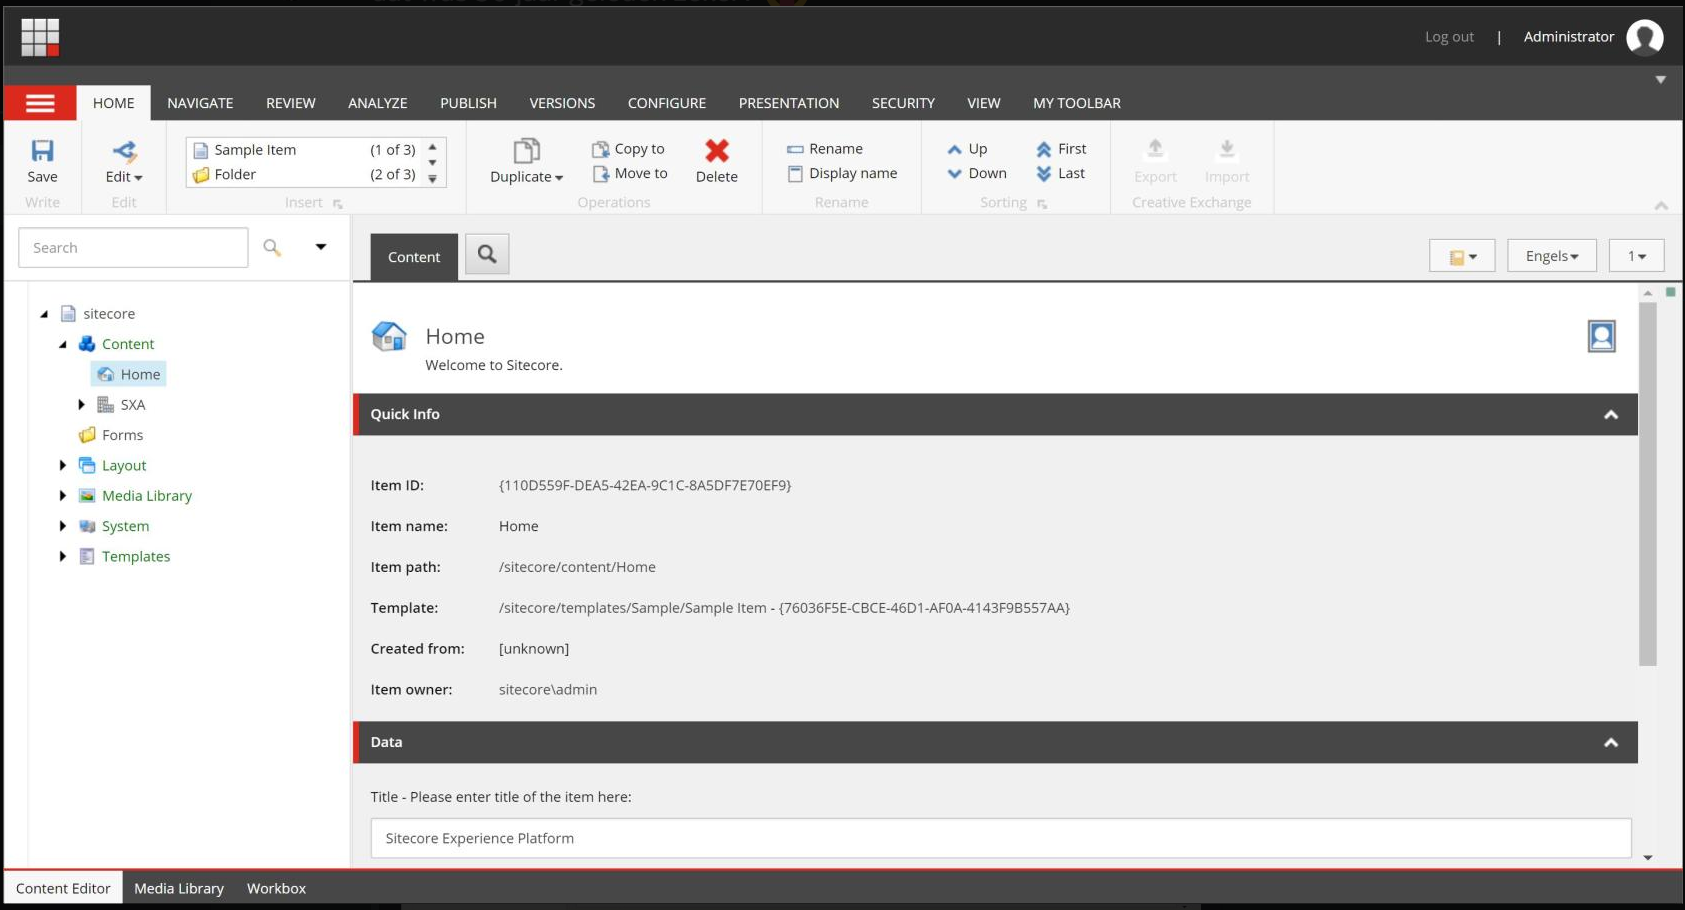 Log out | Administrator
HOME NAVIGATE REVIEW ANALYZE PUBLISH VERSIONS CONFIGURE PRESENTATION SECURITY VIEW MY TOOLBAR
Sample Item (1 of 3)
Folder (2 of 3)
Save
Edit
Duplicate
Copy to
Move to
Delete
Rename
Display name
Up
Down
First
Last
Export
Import
Write
Edit
Insert
Operations
Rename
Sorting
Creative Exchange
Search
Content
Engels
1
sitecore
Content
Home
SXA
Forms
Layout
Media Library
System
Templates
Home
Welcome to Sitecore.
Quick Info
Item ID: {110D559F-DEA5-42EA-9C1C-8A5DF7E70EF9}
Item name: Home
Item path: /sitecore/content/Home
Template: /sitecore/templates/Sample/Sample Item - {76036F5E-CBCE-46D1-AF0A-4143F9B557AA}
Created from: [unknown]
Item owner: sitecore\admin
Data
Title - Please enter title of the item here:
Sitecore Experience Platform
Content Editor Media Library Workbox